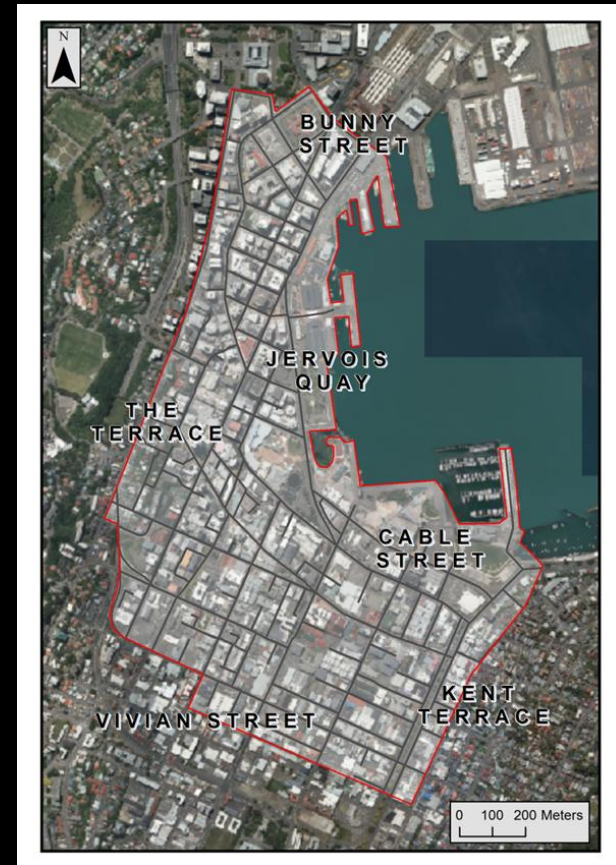 N
BUNNY
STREET
JERVOIS
QUAY
THE
TERRACE
CABLE
STREET
KENT
TERRACE
VIVIAN STREET
0 100 200 Meters